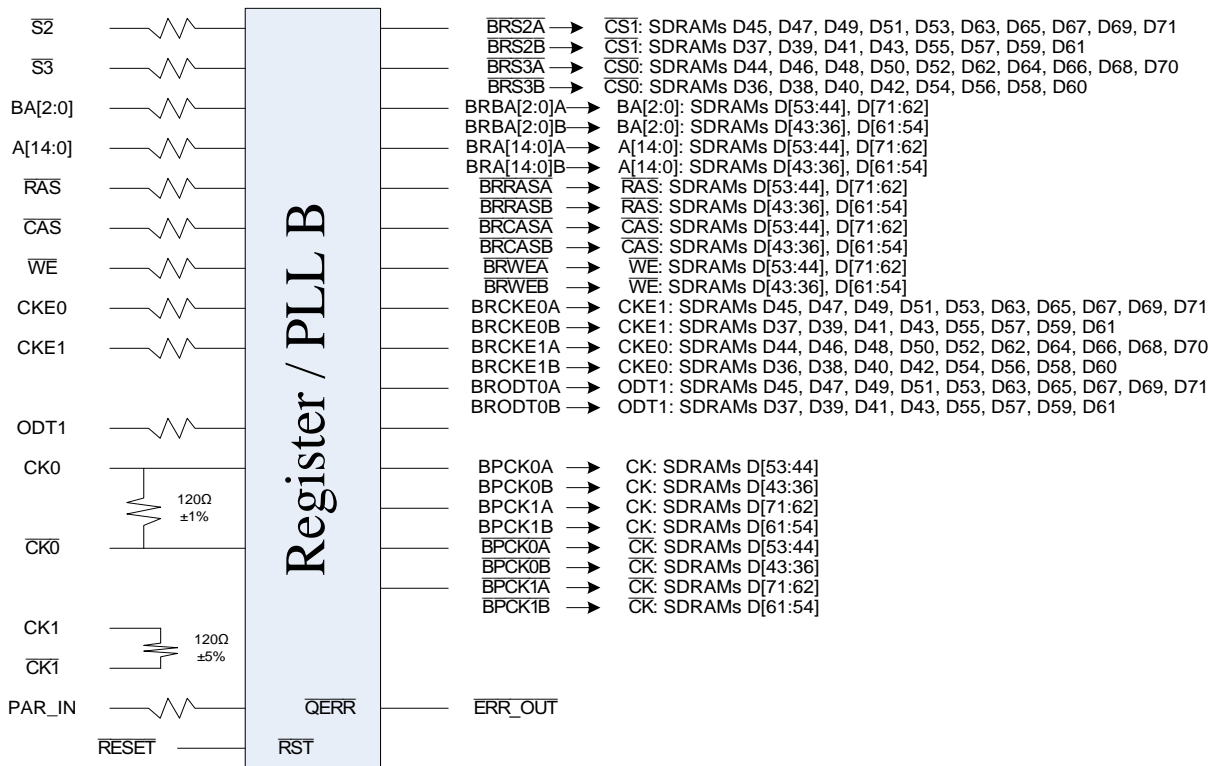 S2
S3
BA[2:0]
A[14:0]
RAS
CAS
WE
CKE0
CKE1
ODT1
CK0
120Ω
±1%
CK0
CK1
120Ω
±5%
CK1
PAR_IN
RESET
Register / PLL B
QERR
RST
BRS2A CS1: SDRAMs D45, D47, D49, D51, D53, D63, D65, D67, D69, D71
BRS2B CS1: SDRAMs D37, D39, D41, D43, D55, D57, D59, D61
BRS3A CS0: SDRAMs D44, D46, D48, D50, D52, D62, D64, D66, D68, D70
BRS3B CS0: SDRAMs D36, D38, D40, D42, D54, D56, D58, D60
BRBA[2:0]A BA[2:0]: SDRAMs D[53:44], D[71:62]
BRBA[2:0]B BA[2:0]: SDRAMs D[43:36], D[61:54]
BRA[14:0]A A[14:0]: SDRAMs D[53:44], D[71:62]
BRA[14:0]B A[14:0]: SDRAMs D[43:36], D[61:54]
BRRASA RAS: SDRAMs D[53:44], D[71:62]
BRRASB RAS: SDRAMs D[43:36], D[61:54]
BRCASA CAS: SDRAMs D[53:44], D[71:62]
BRCASB CAS: SDRAMs D[43:36], D[61:54]
BRWEA WE: SDRAMs D[53:44], D[71:62]
BRWEB WE: SDRAMs D[43:36], D[61:54]
BRCKE0A CKE1: SDRAMs D45, D47, D49, D51, D53, D63, D65, D67, D69, D71
BRCKE0B CKE1: SDRAMs D37, D39, D41, D43, D55, D57, D59, D61
BRCKE1A CKE0: SDRAMs D44, D46, D48, D50, D52, D62, D64, D66, D68, D70
BRCKE1B CKE0: SDRAMs D36, D38, D40, D42, D54, D56, D58, D60
BRODT0A ODT1: SDRAMs D45, D47, D49, D51, D53, D63, D65, D67, D69, D71
BRODT0B ODT1: SDRAMs D37, D39, D41, D43, D55, D57, D59, D61
BPCK0A CK: SDRAMs D[53:44]
BPCK0B CK: SDRAMs D[43:36]
BPCK1A CK: SDRAMs D[71:62]
BPCK1B CK: SDRAMs D[61:54]
BPCK0A CK: SDRAMs D[53:44]
BPCK0B CK: SDRAMs D[43:36]
BPCK1A CK: SDRAMs D[71:62]
BPCK1B CK: SDRAMs D[61:54]
ERR_OUT